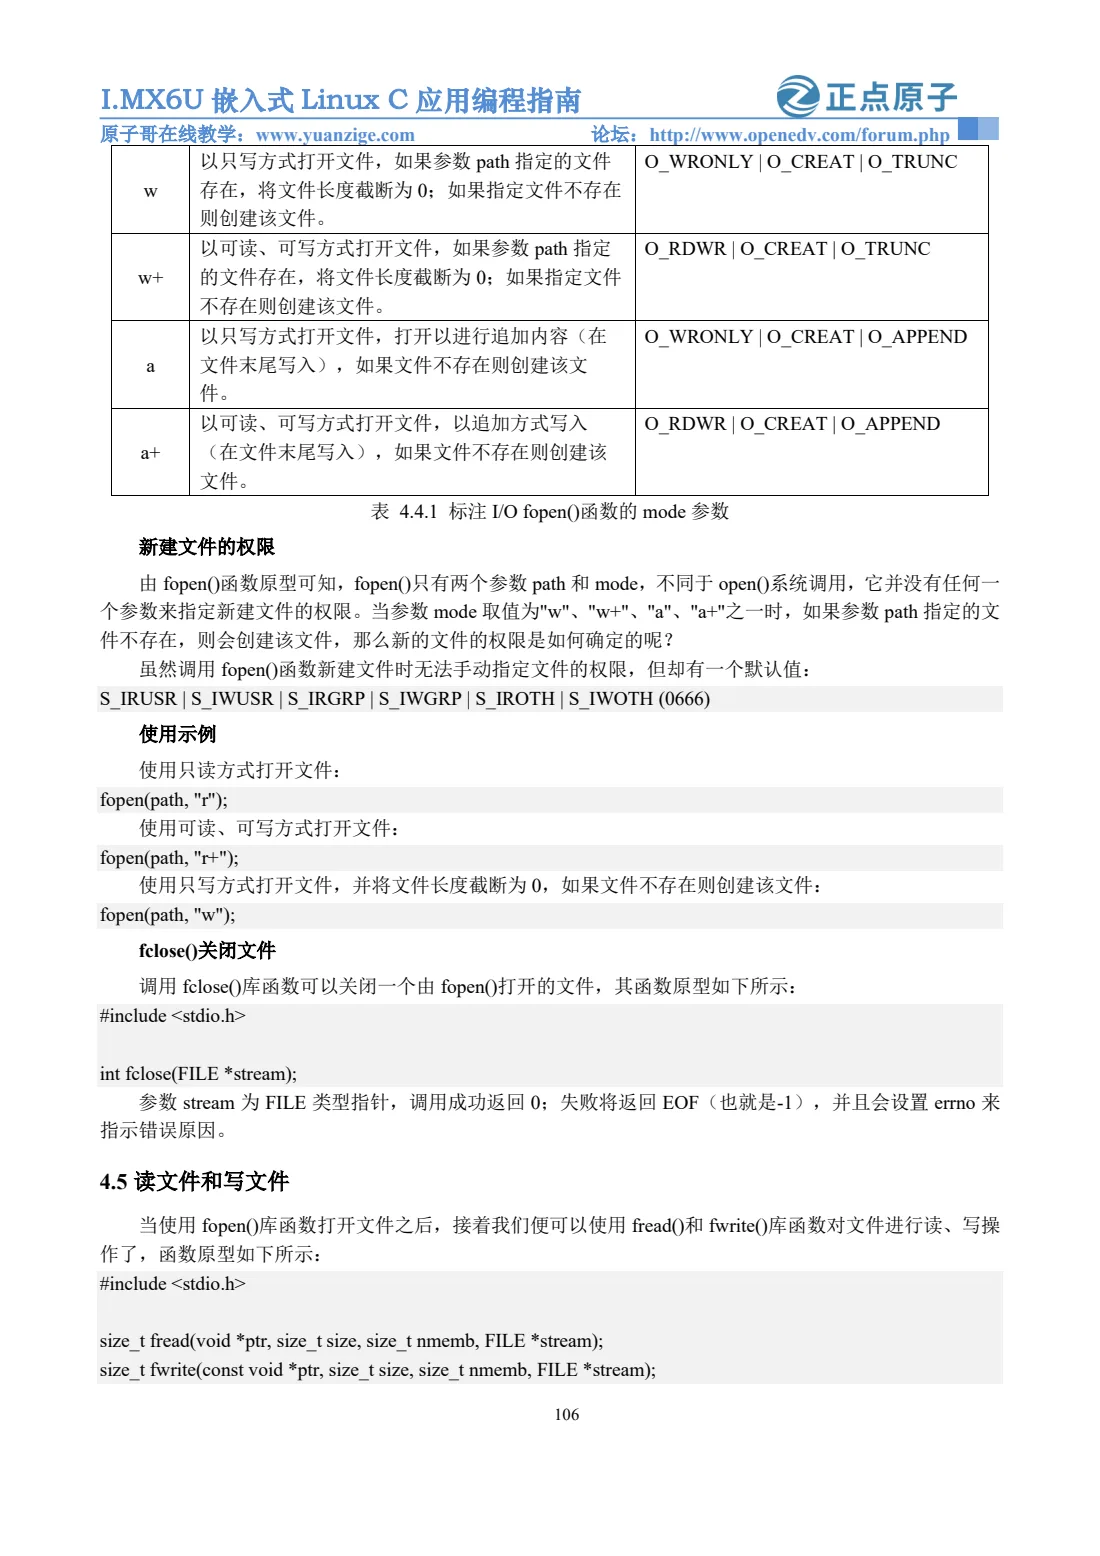 I.MX6U 嵌入式 Linux C 应用编程指南
正点原子
原子哥在线教学：www.yuanzige.com 论坛：http://www.openedv.com/forum.php
w
以只写方式打开文件，如果参数 path 指定的文件
存在，将文件长度截断为 0；如果指定文件不存在
则创建该文件。
O_WRONLY | O_CREAT | O_TRUNC
w+
以可读、可写方式打开文件，如果参数 path 指定
的文件存在，将文件长度截断为 0；如果指定文件
不存在则创建该文件。
O_RDWR | O_CREAT | O_TRUNC
a
以只写方式打开文件，打开以进行追加内容（在
文件末尾写入），如果文件不存在则创建该文
件。
O_WRONLY | O_CREAT | O_APPEND
a+
以可读、可写方式打开文件，以追加方式写入
（在文件末尾写入），如果文件不存在则创建该
文件。
O_RDWR | O_CREAT | O_APPEND
表 4.4.1 标注 I/O fopen()函数的 mode 参数
新建文件的权限
由 fopen()函数原型可知，fopen()只有两个参数 path 和 mode，不同于 open()系统调用，它并没有任何一
个参数来指定新建文件的权限。当参数 mode 取值为"w"、"w+"、"a"、"a+"之一时，如果参数 path 指定的文
件不存在，则会创建该文件，那么新的文件的权限是如何确定的呢？
虽然调用 fopen()函数新建文件时无法手动指定文件的权限，但却有一个默认值：
S_IRUSR | S_IWUSR | S_IRGRP | S_IWGRP | S_IROTH | S_IWOTH (0666)
使用示例
使用只读方式打开文件：
fopen(path, "r");
使用可读、可写方式打开文件：
fopen(path, "r+");
使用只写方式打开文件，并将文件长度截断为 0，如果文件不存在则创建该文件：
fopen(path, "w");
fclose()关闭文件
调用 fclose()库函数可以关闭一个由 fopen()打开的文件，其函数原型如下所示：
#include <stdio.h>
int fclose(FILE *stream);
参数 stream 为 FILE 类型指针，调用成功返回 0；失败将返回 EOF（也就是-1），并且会设置 errno 来
指示错误原因。
4.5 读文件和写文件
当使用 fopen()库函数打开文件之后，接着我们便可以使用 fread()和 fwrite()库函数对文件进行读、写操
作了，函数原型如下所示：
#include <stdio.h>
size_t fread(void *ptr, size_t size, size_t nmemb, FILE *stream);
size_t fwrite(const void *ptr, size_t size, size_t nmemb, FILE *stream);
106